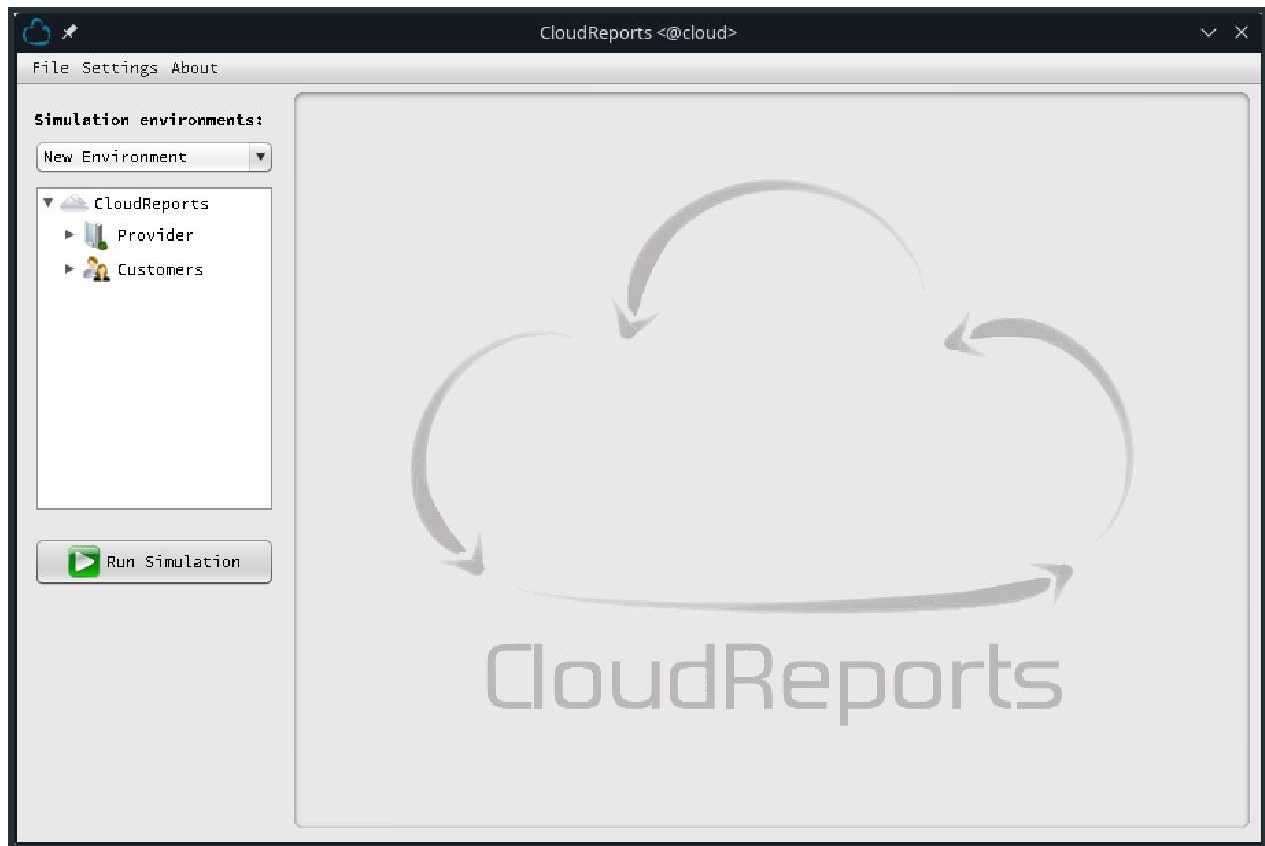 CloudReports <@cloud>
File Settings About
Simulation environments:
New Environment
CloudReports
Provider
Customers
Run Simulation
CloudReports